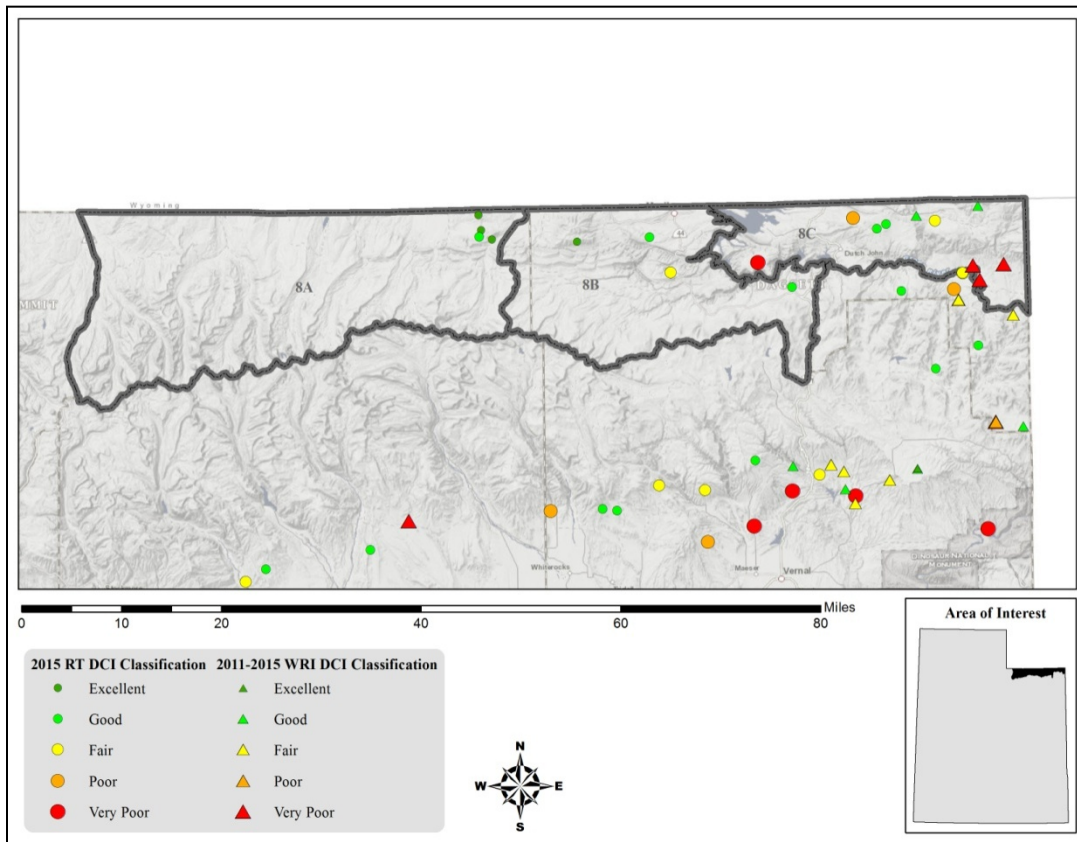 Wyoming
44
8C
Dutch John
8A
8B
MMIT
Whiterocks
Maeser
Vernal
DINOSAUR NATIONAL
MONUMENT
Miles
0 10 20 40 60 80
Area of Interest
2015 RT DCI Classification 2011-2015 WRI DCI Classification
Excellent Excellent
Good Good
Fair Fair
Poor Poor
Very Poor Very Poor
N
W E
S